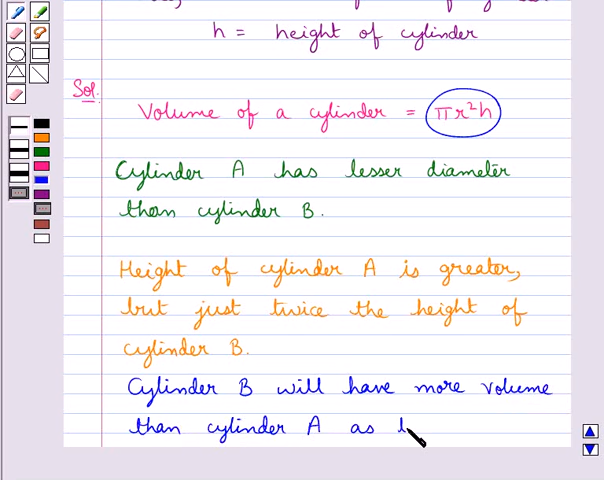 h = height of cylinder
Sol.
Volume of a cylinder = πr²h
Cylinder A has lesser diameter
than cylinder B.
Height of cylinder A is greater,
but just twice the height of
cylinder B.
Cylinder B will have more volume
than cylinder A as